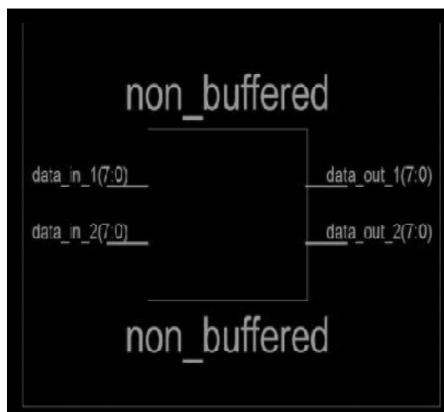 non_buffered
data_in_1(7:0)
data_out_1(7:0)
data_in_2(7:0)
data_out_2(7:0)
non_buffered